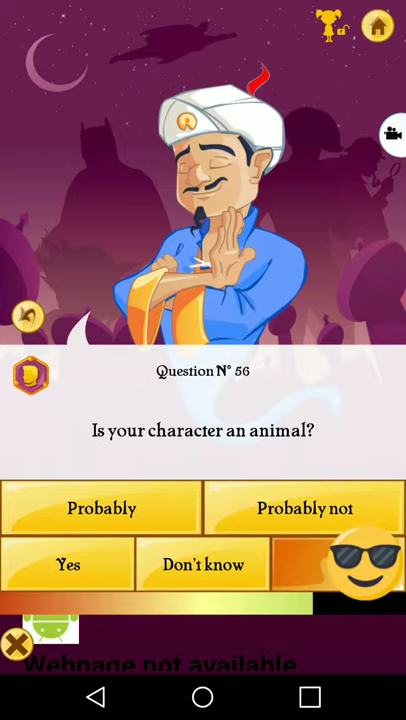 Question N° 56
Is your character an animal?
Probably
Probably not
Yes
Don't know
Webpage not available